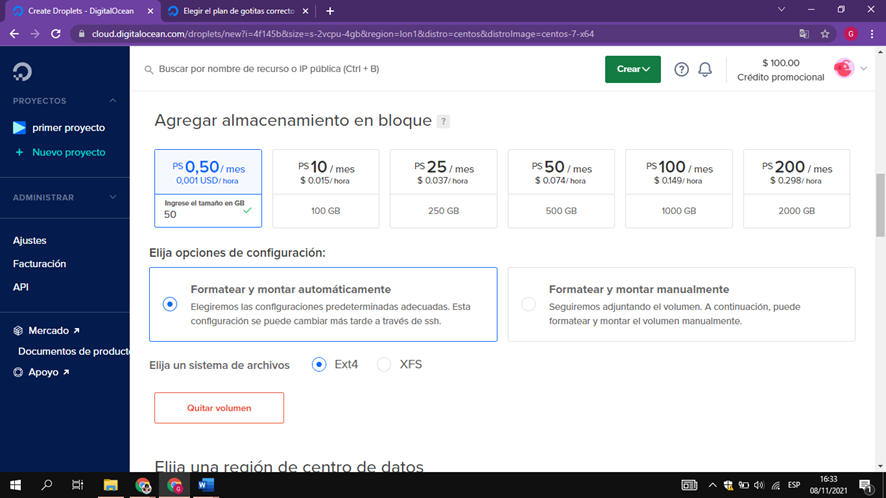 Create Droplets - DigitalOcean
Elegir el plan de gotitas correcto
cloud.digitalocean.com/droplets/new?i=4f145b&size=s-2vcpu-4gb&region=lon1&distro=centos&distroImage=centos-7-x64
G
PROYECTOS
primer proyecto
+ Nuevo proyecto
ADMINISTRAR
Ajustes
Facturación
API
Mercado ↗
Documentos de producto
Apoyo ↗
Buscar por nombre de recurso o IP pública (Ctrl + B)
Crear
?
$ 100.00
Crédito promocional
Agregar almacenamiento en bloque ?
PS 0,50 / mes
0,001 USD/ hora
Ingrese el tamaño en GB
50
PS 10 / mes
$ 0.015/ hora
100 GB
PS 25 / mes
$ 0.037/ hora
250 GB
PS 50 / mes
$ 0.074/ hora
500 GB
PS 100 / mes
$ 0.149/ hora
1000 GB
PS 200 / mes
$ 0.298/ hora
2000 GB
Elija opciones de configuración:
Formatear y montar automáticamente
Elegiremos las configuraciones predeterminadas adecuadas. Esta
configuración se puede cambiar más tarde a través de ssh.
Formatear y montar manualmente
Seguiremos adjuntando el volumen. A continuación, puede
formatear y montar el volumen manualmente.
Elija un sistema de archivos
Ext4
XFS
Quitar volumen
Elija una región de centro de datos
ESP
16:33
08/11/2021
1